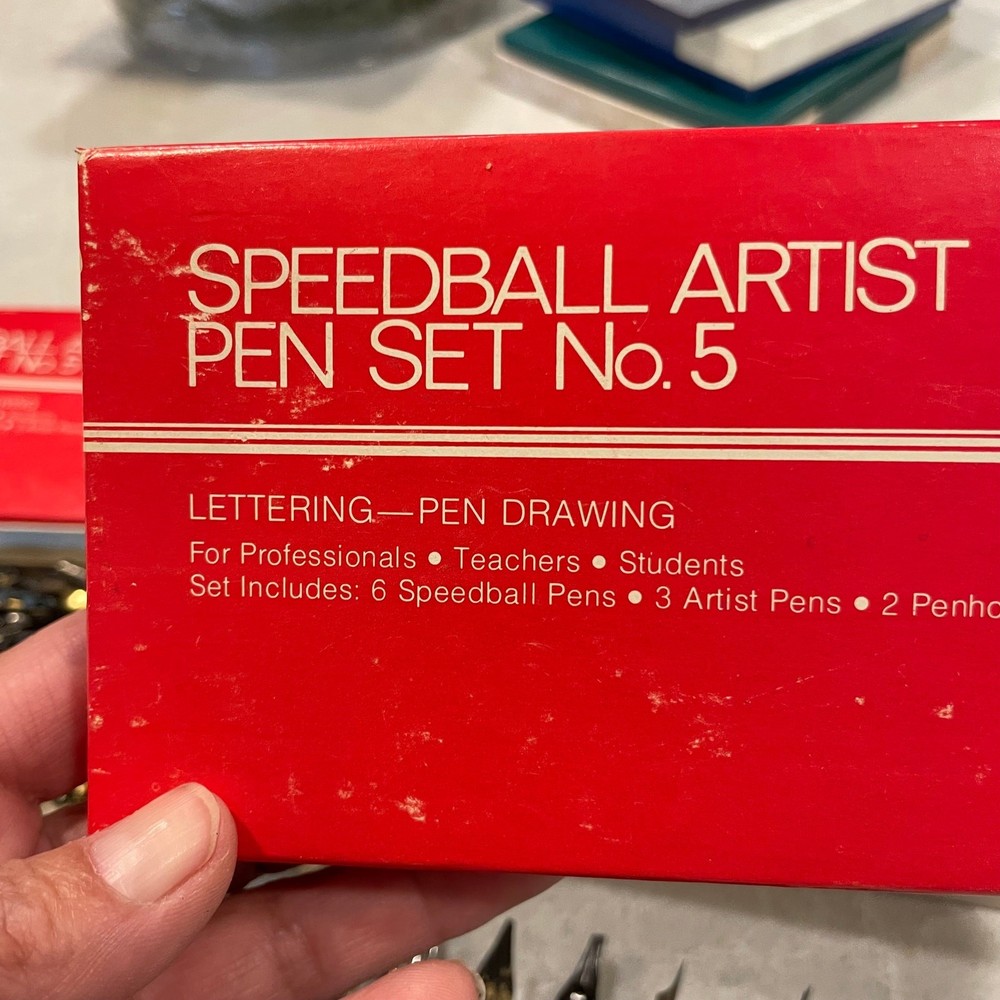 SPEEDBALL ARTIST
PEN SET No. 5
LETTERING—PEN DRAWING
For Professionals • Teachers • Students
Set Includes: 6 Speedball Pens • 3 Artist Pens • 2 Penho